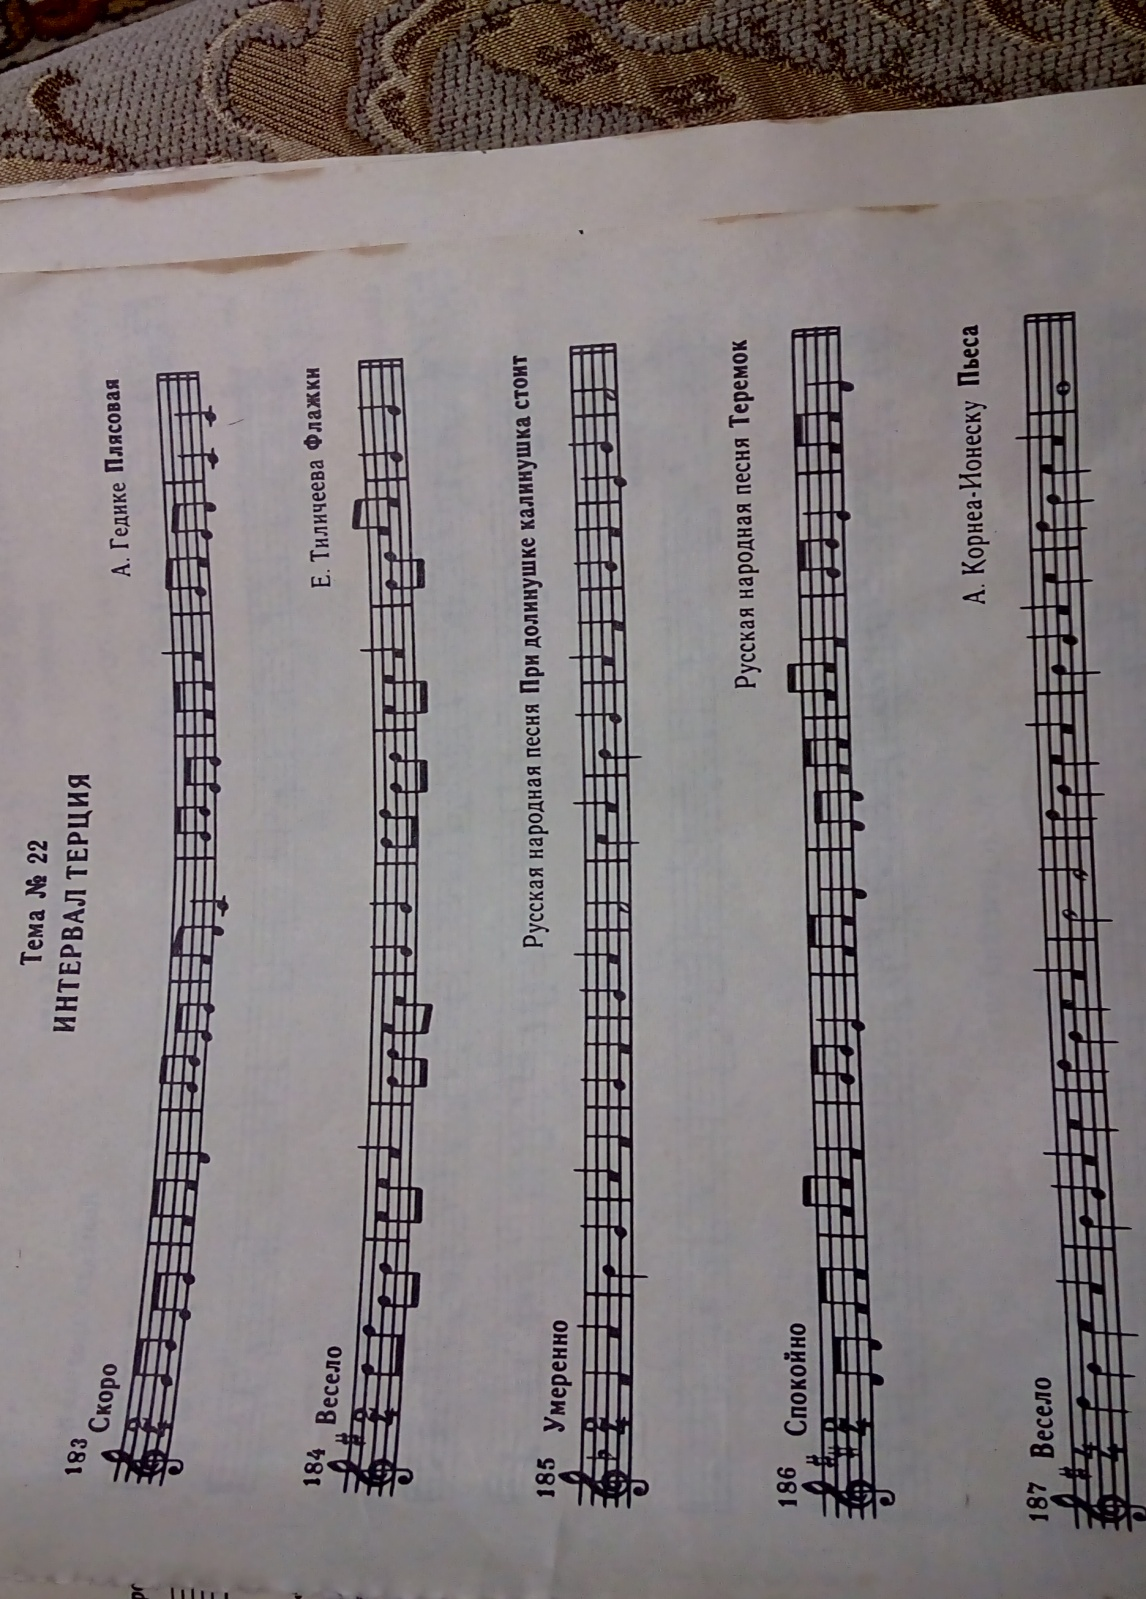 Тема № 22
ИНТЕРВАЛ ТЕРЦИЯ
183 Скоро
А. Гедике Плясовая
184 Весело
Е. Тиличеева Флажки
185 Умеренно
Русская народная песня При долинушке калинушка стоит
186 Спокойно
Русская народная песня Теремок
187 Весело
А. Корнеа-Ионеску Пьеса